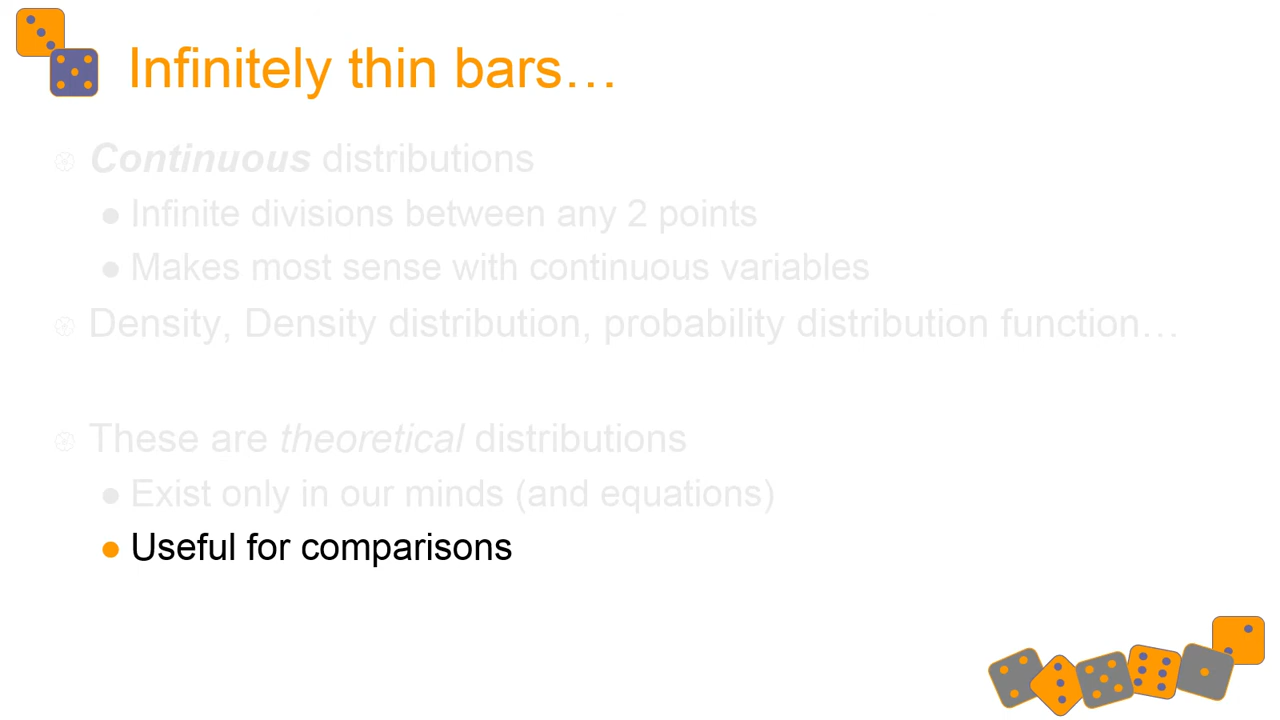 Infinitely thin bars…
Continuous distributions
Infinite divisions between any 2 points
Makes most sense with continuous variables
Density, Density distribution, probability distribution function…
These are theoretical distributions
Exist only in our minds (and equations)
Useful for comparisons